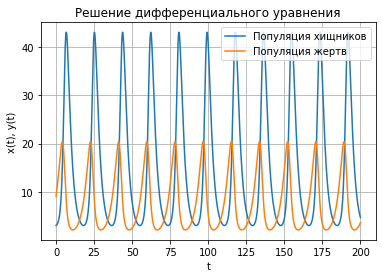 Решение дифференциального уравнения
Популяция хищников
Популяция жертв
x(t), y(t)
40
30
20
10
0
25
50
75
100
125
150
175
200
t